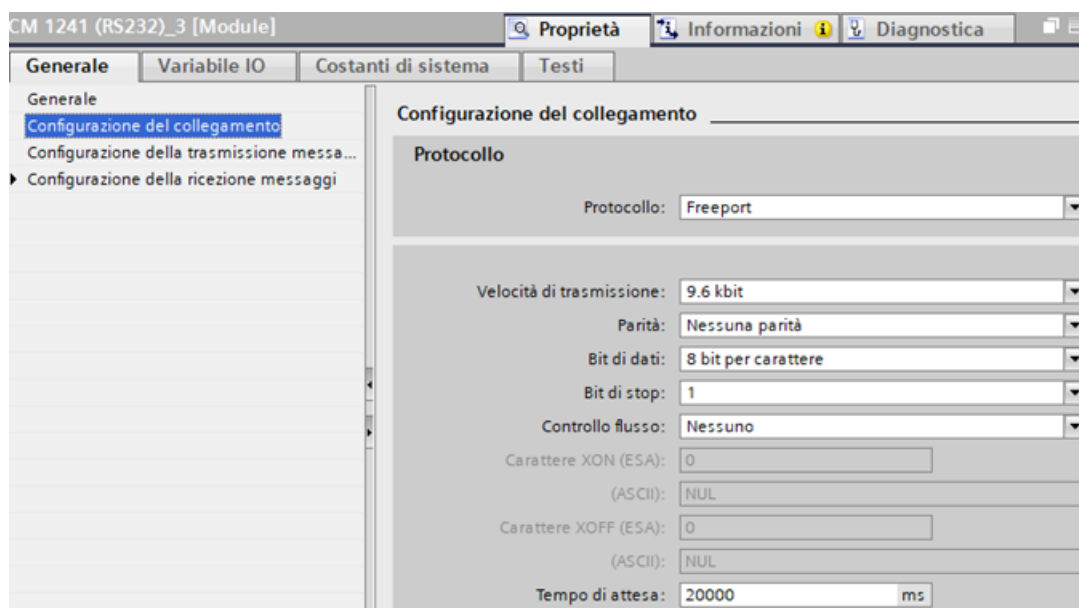 CM 1241 (RS232)_3 [Module]
Proprietà
Informazioni
Diagnostica
Generale
Variabile IO
Costanti di sistema
Testi
Generale
Configurazione del collegamento
Configurazione della trasmissione messa...
Configurazione della ricezione messaggi
Configurazione del collegamento
Protocollo
Protocollo: Freeport
Velocità di trasmissione: 9.6 kbit
Parità: Nessuna parità
Bit di dati: 8 bit per carattere
Bit di stop: 1
Controllo flusso: Nessuno
Carattere XON (ESA): 0
(ASCII): NUL
Carattere XOFF (ESA): 0
(ASCII): NUL
Tempo di attesa: 20000 ms